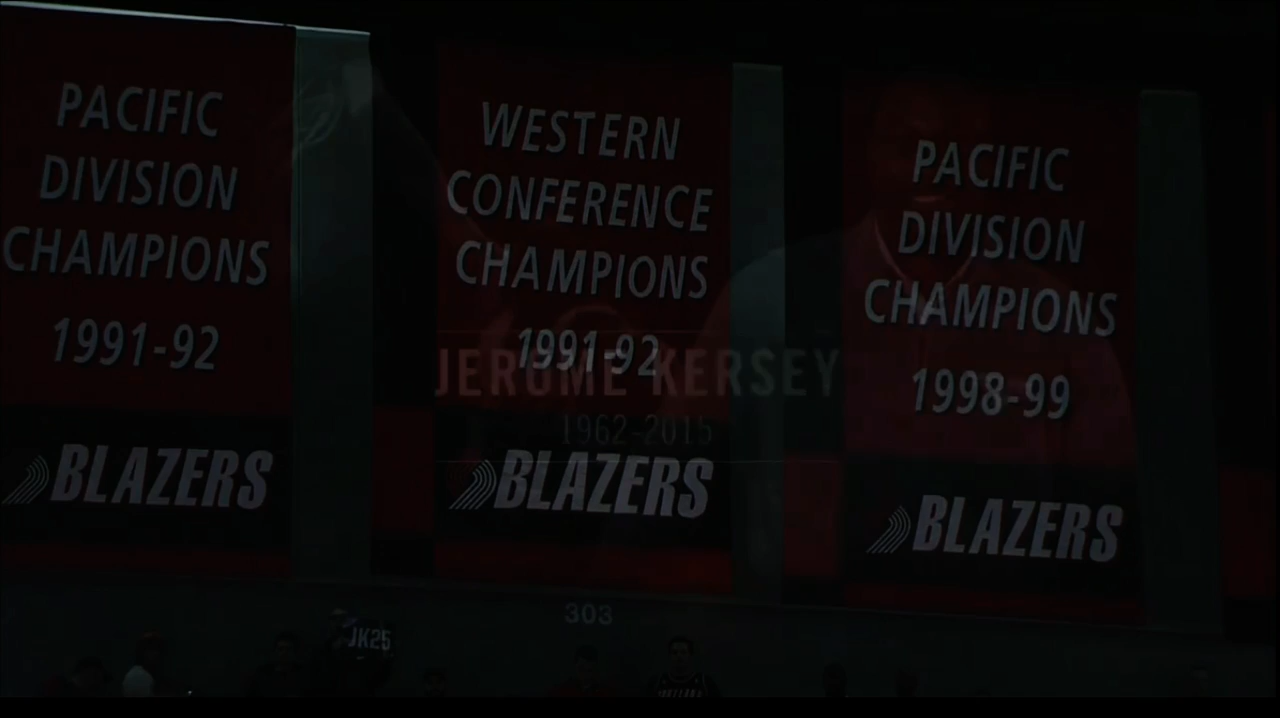 PACIFIC
DIVISION
CHAMPIONS
1991-92
BLAZERS
WESTERN
CONFERENCE
CHAMPIONS
1991-92
BLAZERS
PACIFIC
DIVISION
CHAMPIONS
1998-99
BLAZERS
JEROME KERSEY
1962-2015
303
JK25
PORTLAND